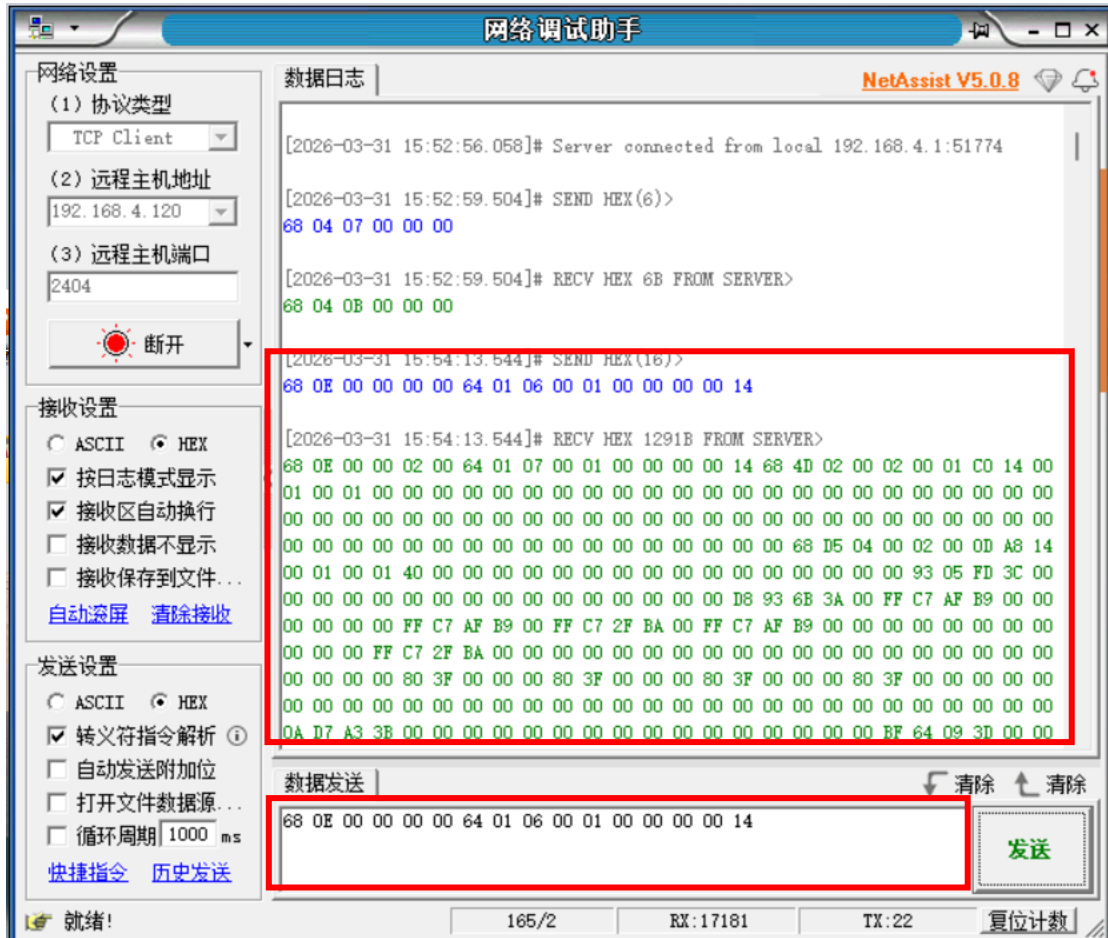 网络调试助手
网络设置
(1) 协议类型
TCP Client
(2) 远程主机地址
192.168.4.120
(3) 远程主机端口
2404
断开
接收设置
ASCII HEX
按日志模式显示
接收区自动换行
接收数据不显示
接收保存到文件...
自动滚屏 清除接收
发送设置
ASCII HEX
转义符指令解析
自动发送附加位
打开文件数据源...
循环周期 1000 ms
快捷指令 历史发送
数据日志
NetAssist V5.0.8
[2026-03-31 15:52:56.058]# Server connected from local 192.168.4.1:51774
[2026-03-31 15:52:59.504]# SEND HEX(6)>
68 04 07 00 00 00
[2026-03-31 15:52:59.504]# RECV HEX 6B FROM SERVER>
68 04 0B 00 00 00
[2026-03-31 15:54:13.544]# SEND HEX(16)>
68 0E 00 00 00 00 64 01 06 00 01 00 00 00 00 14
[2026-03-31 15:54:13.544]# RECV HEX 1291B FROM SERVER>
68 0E 00 00 02 00 64 01 07 00 01 00 00 00 00 14 68 4D 02 00 02 00 01 C0 14 00
01 00 01 00 00 00 00 00 00 00 00 00 00 00 00 00 00 00 00 00 00 00 00 00 00 00
00 00 00 00 00 00 00 00 00 00 00 00 00 00 00 00 00 00 00 00 00 00 00 00 00 00
00 00 00 00 00 00 00 00 00 00 00 00 00 00 00 00 00 68 D5 04 00 02 00 0D A8 14
00 01 00 01 40 00 00 00 00 00 00 00 00 00 00 00 00 00 00 00 00 93 05 FD 3C 00
00 00 00 00 00 00 00 00 00 00 00 00 00 00 00 D8 93 6B 3A 00 FF C7 AF B9 00 00
00 00 00 00 FF C7 AF B9 00 FF C7 2F BA 00 FF C7 AF B9 00 00 00 00 00 00 00 00
00 00 00 FF C7 2F BA 00 00 00 00 00 00 00 00 00 00 00 00 00 00 00 00 00 00 00
00 00 00 00 80 3F 00 00 00 80 3F 00 00 00 80 3F 00 00 00 80 3F 00 00 00 00 00
00 00 00 00 00 00 00 00 00 00 00 00 00 00 00 00 00 00 00 00 00 00 00 00 00 00
0A D7 A3 3B 00 00 00 00 00 00 00 00 00 00 00 00 00 00 00 00 BF 64 09 3D 00 00
数据发送
清除 清除
68 0E 00 00 00 00 64 01 06 00 01 00 00 00 00 14
发送
就绪!
165/2
RX:17181
TX:22
复位计数